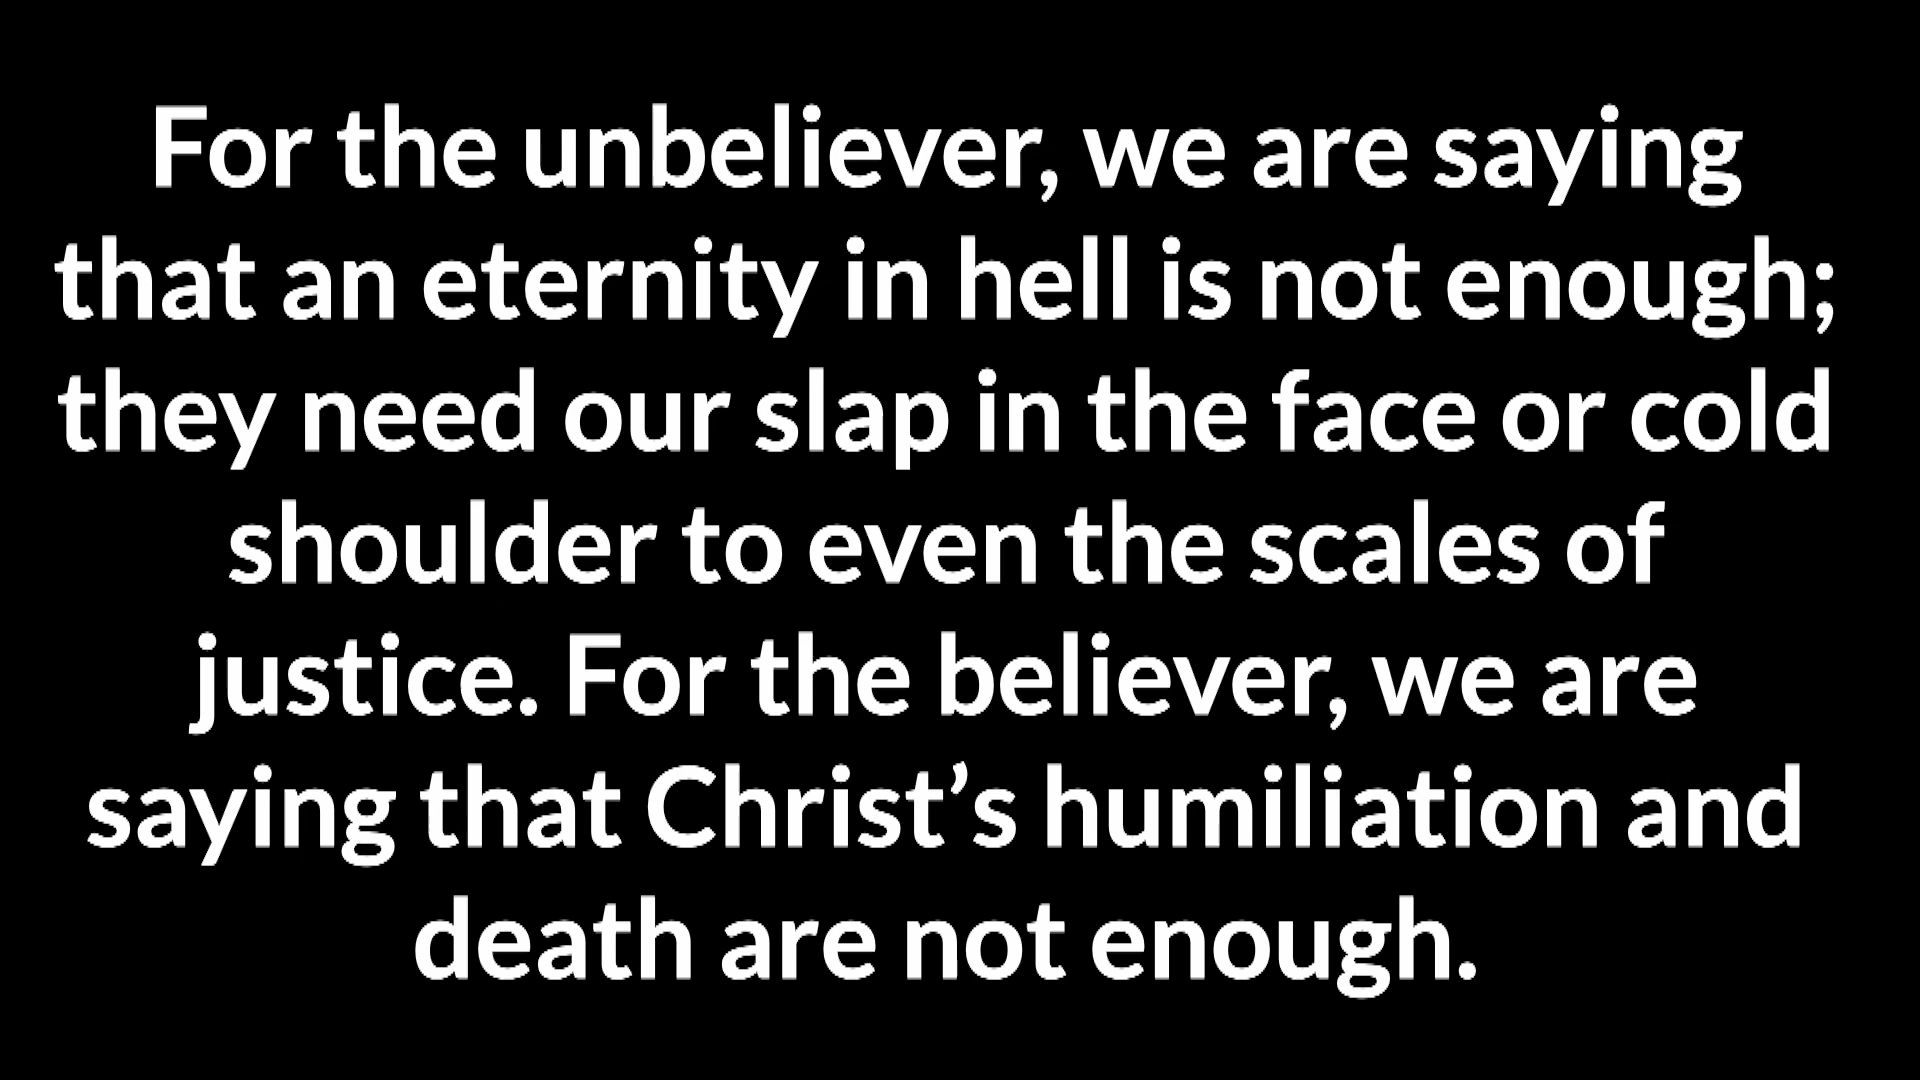 For the unbeliever, we are saying
that an eternity in hell is not enough;
they need our slap in the face or cold
shoulder to even the scales of
justice. For the believer, we are
saying that Christ’s humiliation and
death are not enough.